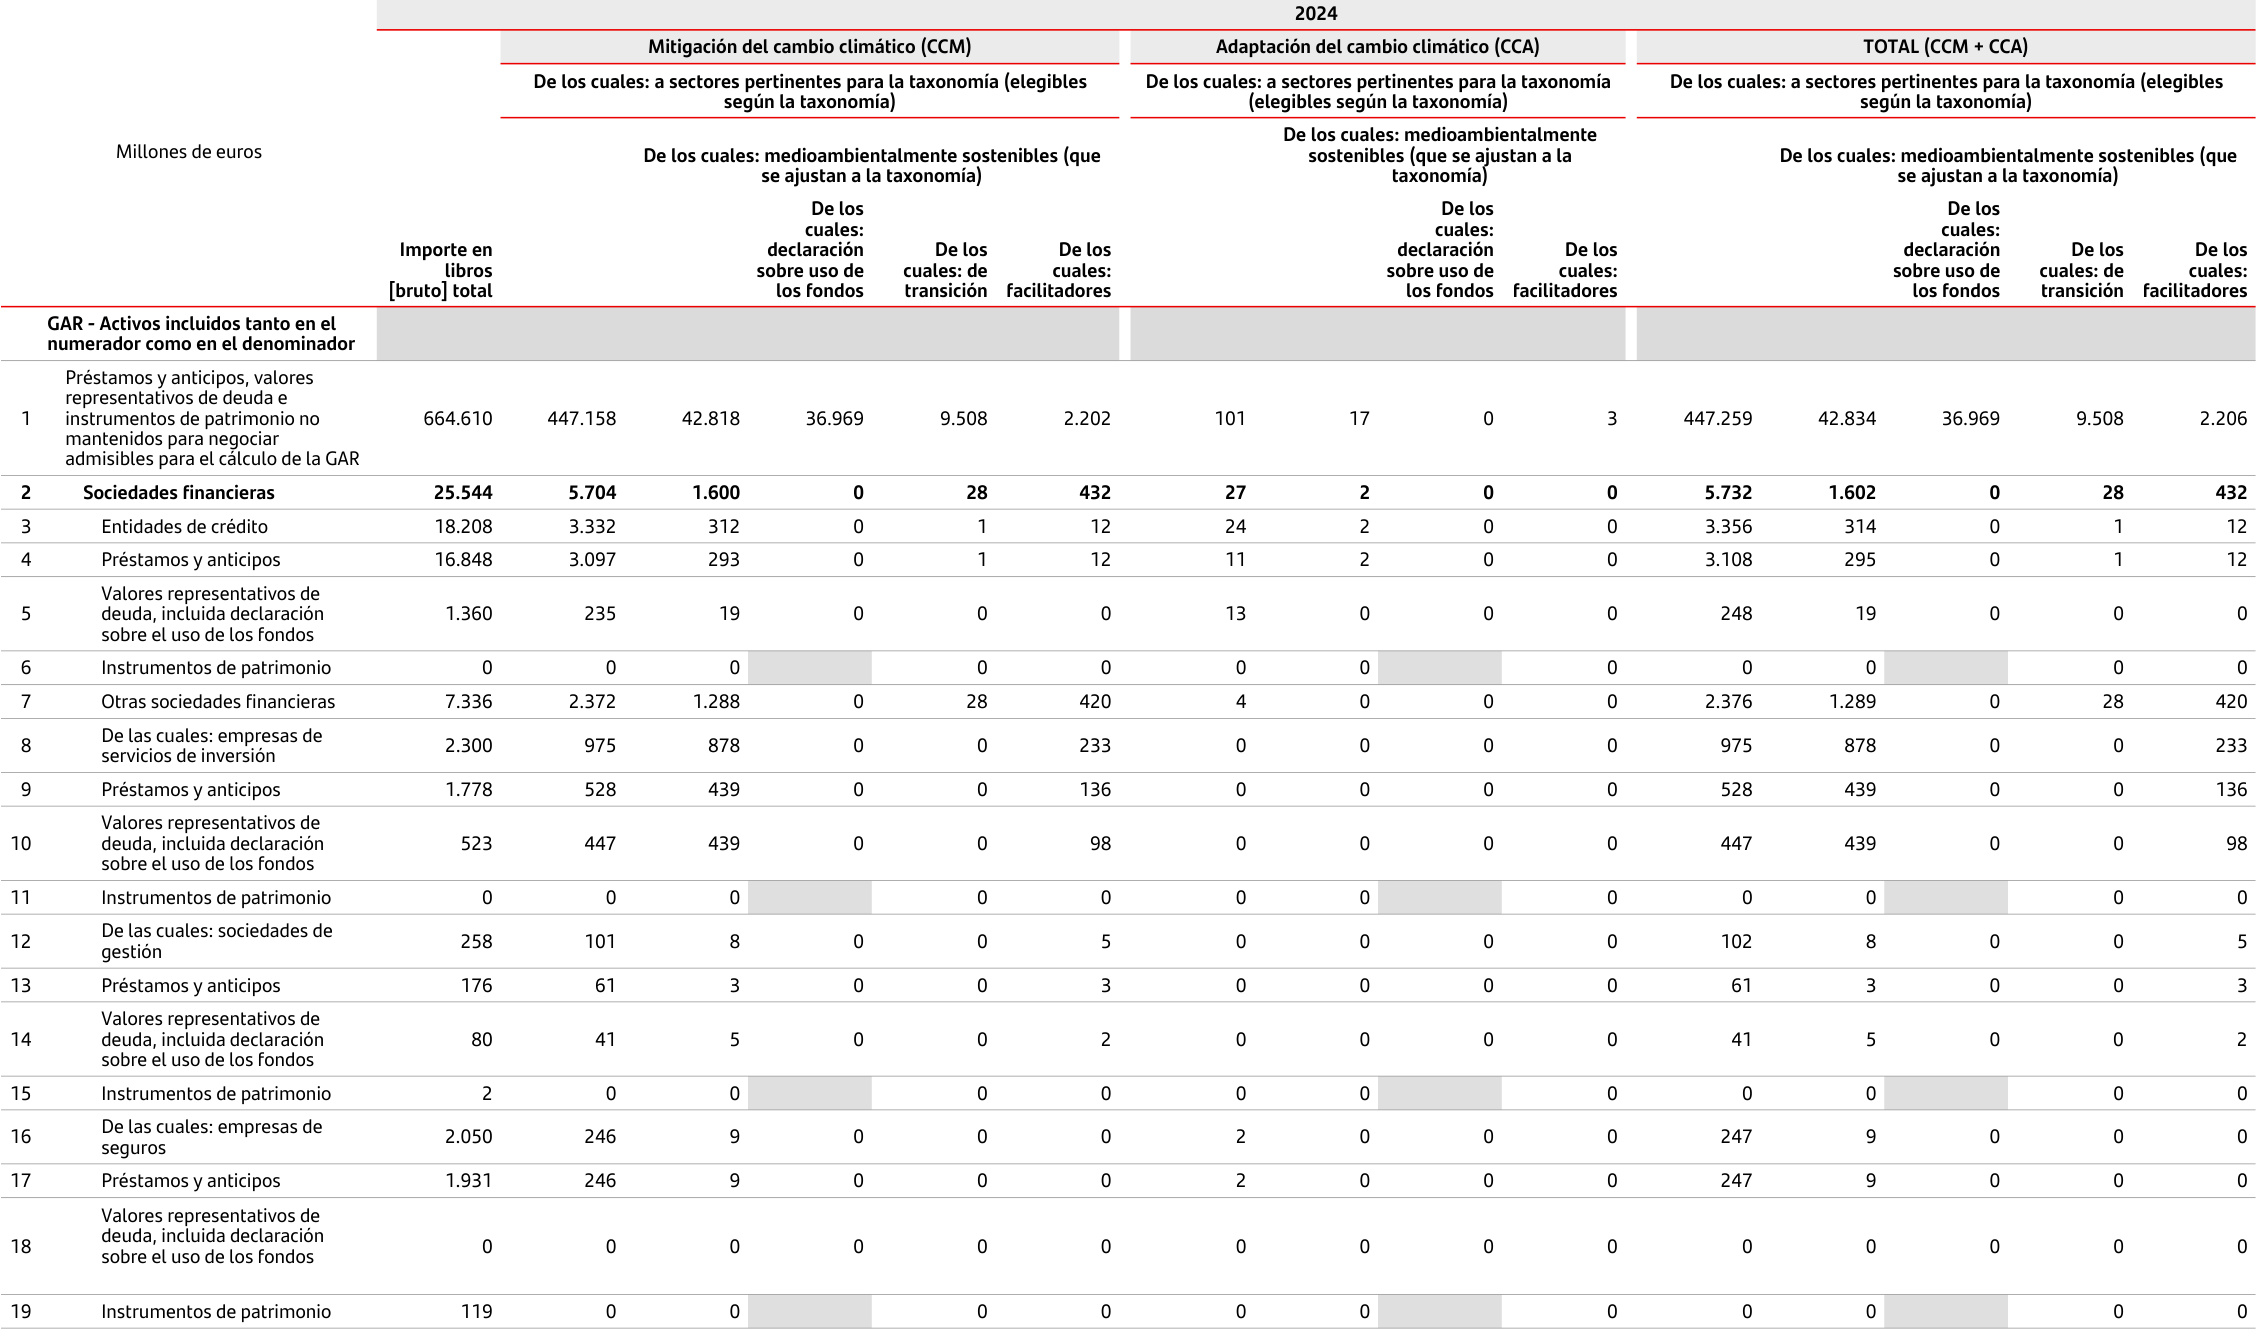 2024
Mitigación del cambio climático (CCM) Adaptación del cambio climático (CCA) TOTAL (CCM + CCA)
De los cuales: a sectores pertinentes para la taxonomía (elegibles
según la taxonomía)
De los cuales: a sectores pertinentes para la taxonomía
(elegibles según la taxonomía)
De los cuales: a sectores pertinentes para la taxonomía (elegibles
según la taxonomía)
Millones de euros
De los cuales: medioambientalmente sostenibles (que
se ajustan a la taxonomía)
De los cuales: medioambientalmente
sostenibles (que se ajustan a la
taxonomía)
De los cuales: medioambientalmente sostenibles (que
se ajustan a la taxonomía)
Importe en
libros
[bruto] total
De los
cuales:
declaración
sobre uso de
los fondos
De los
cuales: de
transición
De los
cuales:
facilitadores
De los
cuales:
declaración
sobre uso de
los fondos
De los
cuales:
facilitadores
De los
cuales:
declaración
sobre uso de
los fondos
De los
cuales: de
transición
De los
cuales:
facilitadores
GAR - Activos incluidos tanto en el
numerador como en el denominador
Préstamos y anticipos, valores
representativos de deuda e
1 instrumentos de patrimonio no 664.610 447.158 42.818 36.969 9.508 2.202 101 17 0 3 447.259 42.834 36.969 9.508 2.206
mantenidos para negociar
admisibles para el cálculo de la GAR
2 Sociedades financieras 25.544 5.704 1.600 0 28 432 27 2 0 0 5.732 1.602 0 28 432
3 Entidades de crédito 18.208 3.332 312 0 1 12 24 2 0 0 3.356 314 0 1 12
4 Préstamos y anticipos 16.848 3.097 293 0 1 12 11 2 0 0 3.108 295 0 1 12
Valores representativos de
5 deuda, incluida declaración 1.360 235 19 0 0 0 13 0 0 0 248 19 0 0 0
sobre el uso de los fondos
6 Instrumentos de patrimonio 0 0 0 0 0 0 0 0 0 0 0 0
7 Otras sociedades financieras 7.336 2.372 1.288 0 28 420 4 0 0 0 2.376 1.289 0 28 420
De las cuales: empresas de
8 servicios de inversión 2.300 975 878 0 0 233 0 0 0 0 975 878 0 0 233
9 Préstamos y anticipos 1.778 528 439 0 0 136 0 0 0 0 528 439 0 0 136
Valores representativos de
10 deuda, incluida declaración 523 447 439 0 0 98 0 0 0 0 447 439 0 0 98
sobre el uso de los fondos
11 Instrumentos de patrimonio 0 0 0 0 0 0 0 0 0 0 0 0
De las cuales: sociedades de
12 gestión 258 101 8 0 0 5 0 0 0 0 102 8 0 0 5
13 Préstamos y anticipos 176 61 3 0 0 3 0 0 0 0 61 3 0 0 3
Valores representativos de
14 deuda, incluida declaración 80 41 5 0 0 2 0 0 0 0 41 5 0 0 2
sobre el uso de los fondos
15 Instrumentos de patrimonio 2 0 0 0 0 0 0 0 0 0 0 0
De las cuales: empresas de
16 seguros 2.050 246 9 0 0 0 2 0 0 0 247 9 0 0 0
17 Préstamos y anticipos 1.931 246 9 0 0 0 2 0 0 0 247 9 0 0 0
Valores representativos de
18 deuda, incluida declaración 0 0 0 0 0 0 0 0 0 0 0 0 0 0 0
sobre el uso de los fondos
19 Instrumentos de patrimonio 119 0 0 0 0 0 0 0 0 0 0 0